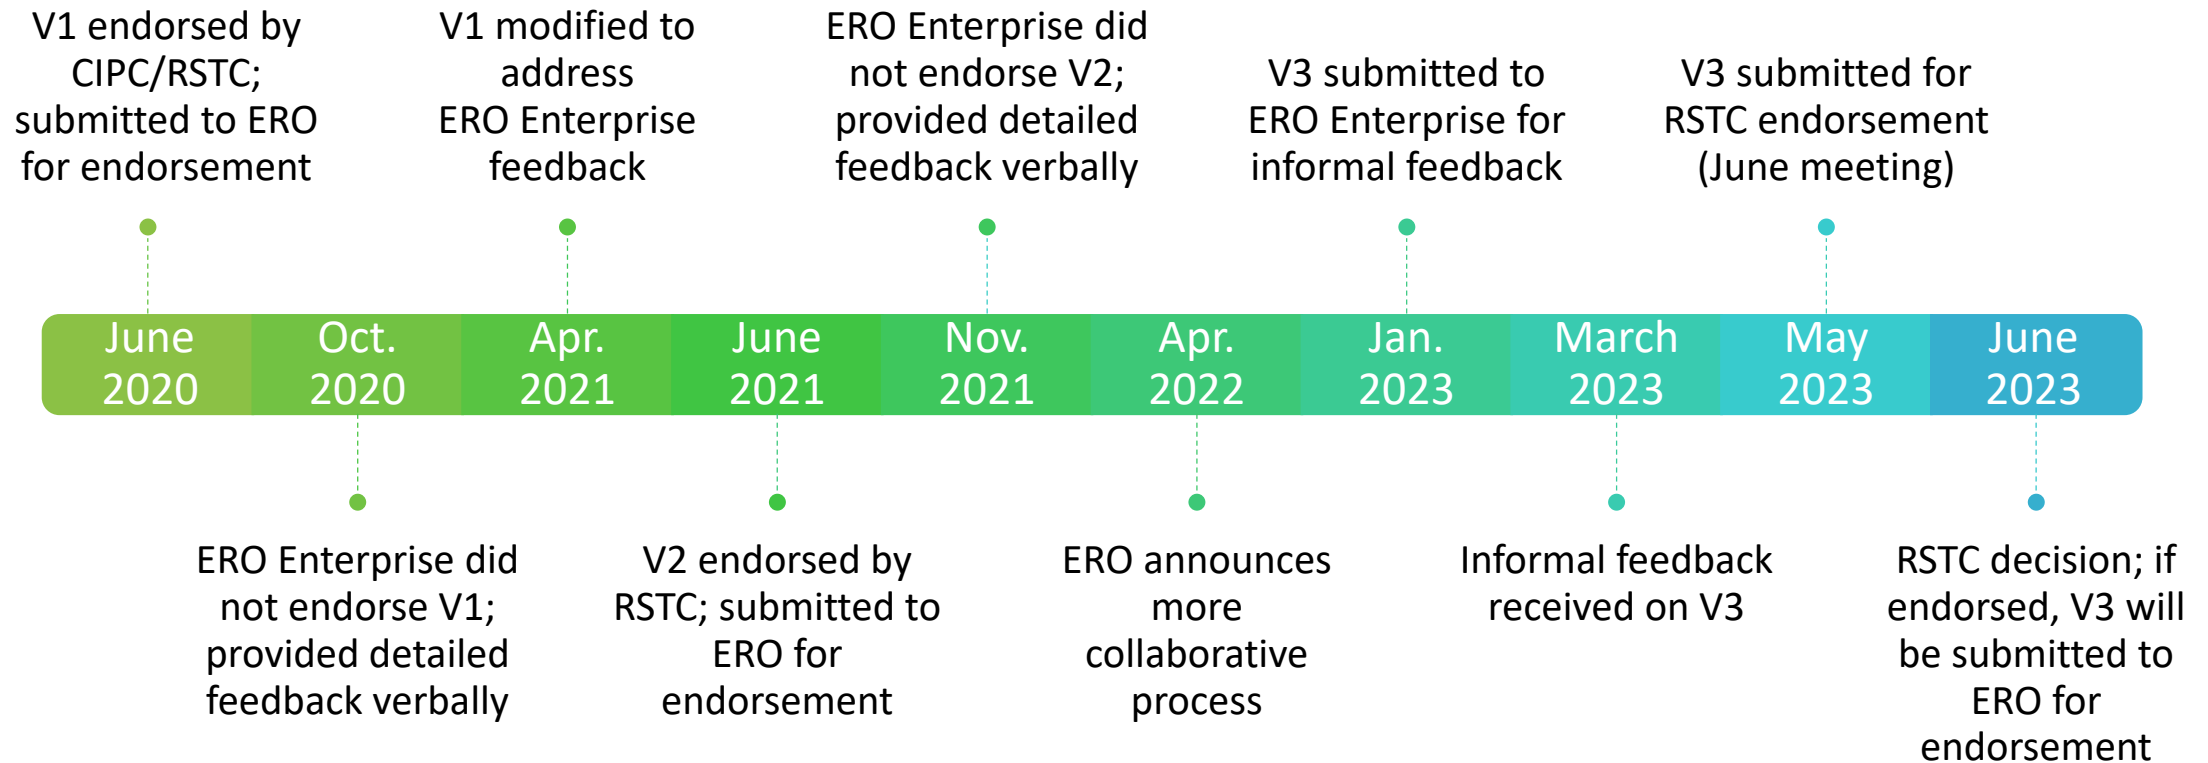 V1 endorsed by
CIPC/RSTC;
submitted to ERO
for endorsement
V1 modified to
address
ERO Enterprise
feedback
ERO Enterprise did
not endorse V2;
provided detailed
feedback verbally
V3 submitted to
ERO Enterprise for
informal feedback
V3 submitted for
RSTC endorsement
(June meeting)
June
2020
Oct.
2020
Apr.
2021
June
2021
Nov.
2021
Apr.
2022
Jan.
2023
March
2023
May
2023
June
2023
ERO Enterprise did
not endorse V1;
provided detailed
feedback verbally
V2 endorsed by
RSTC; submitted to
ERO for
endorsement
ERO announces
more
collaborative
process
Informal feedback
received on V3
RSTC decision; if
endorsed, V3 will
be submitted to
ERO for
endorsement